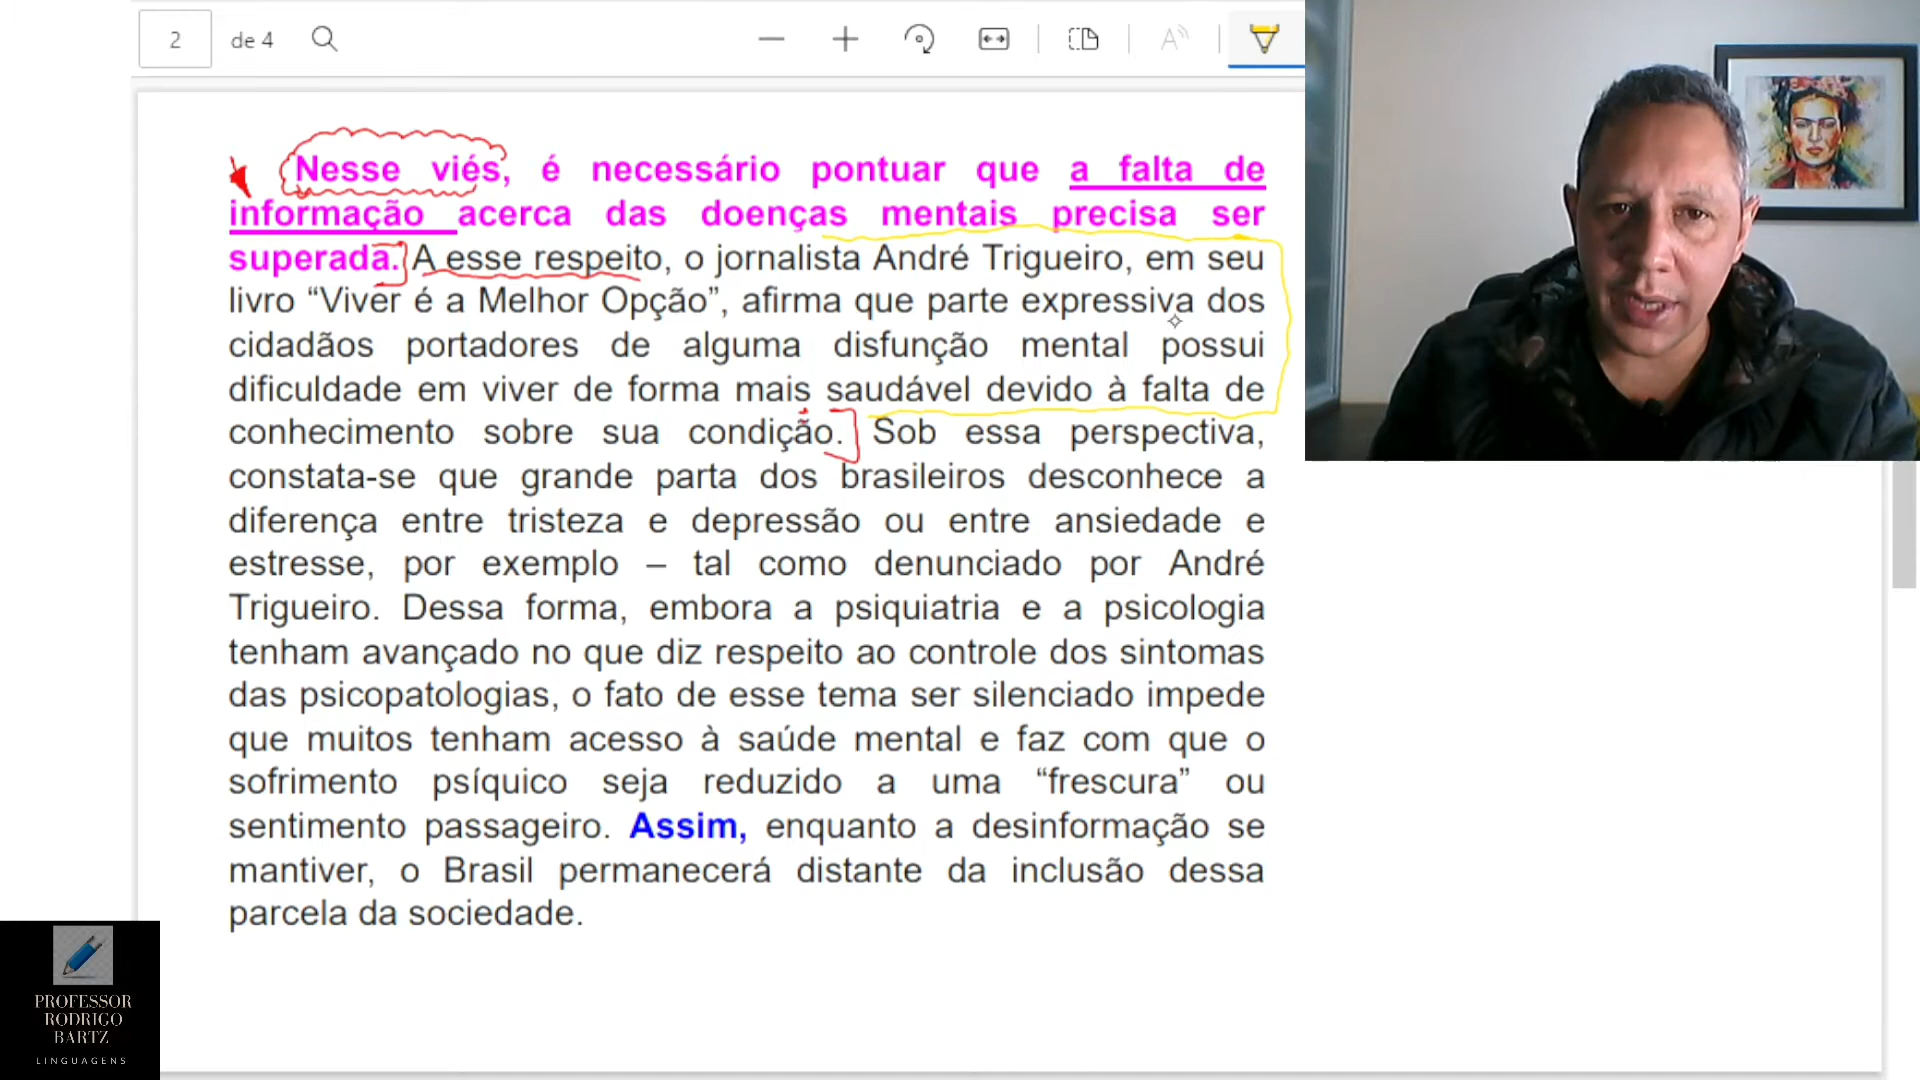 2 de 4
Nesse viés, é necessário pontuar que a falta de
informação acerca das doenças mentais precisa ser
superada. A esse respeito, o jornalista André Trigueiro, em seu
livro “Viver é a Melhor Opção”, afirma que parte expressiva dos
cidadãos portadores de alguma disfunção mental possui
dificuldade em viver de forma mais saudável devido à falta de
conhecimento sobre sua condição. Sob essa perspectiva,
constata-se que grande parta dos brasileiros desconhece a
diferença entre tristeza e depressão ou entre ansiedade e
estresse, por exemplo – tal como denunciado por André
Trigueiro. Dessa forma, embora a psiquiatria e a psicologia
tenham avançado no que diz respeito ao controle dos sintomas
das psicopatologias, o fato de esse tema ser silenciado impede
que muitos tenham acesso à saúde mental e faz com que o
sofrimento psíquico seja reduzido a uma “frescura” ou
sentimento passageiro. Assim, enquanto a desinformação se
mantiver, o Brasil permanecerá distante da inclusão dessa
parcela da sociedade.
PROFESSOR
RODRIGO
BARTZ
LINGUAGENS